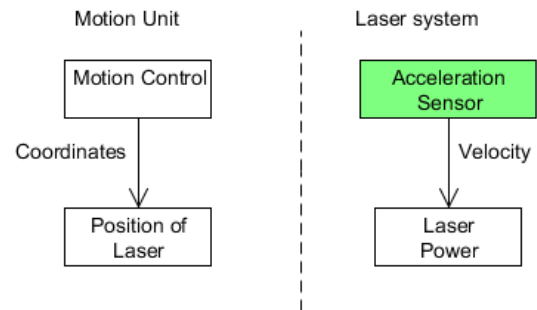 Motion Unit
Laser system
Motion Control
Acceleration
Sensor
Coordinates
Velocity
Position of
Laser
Laser
Power